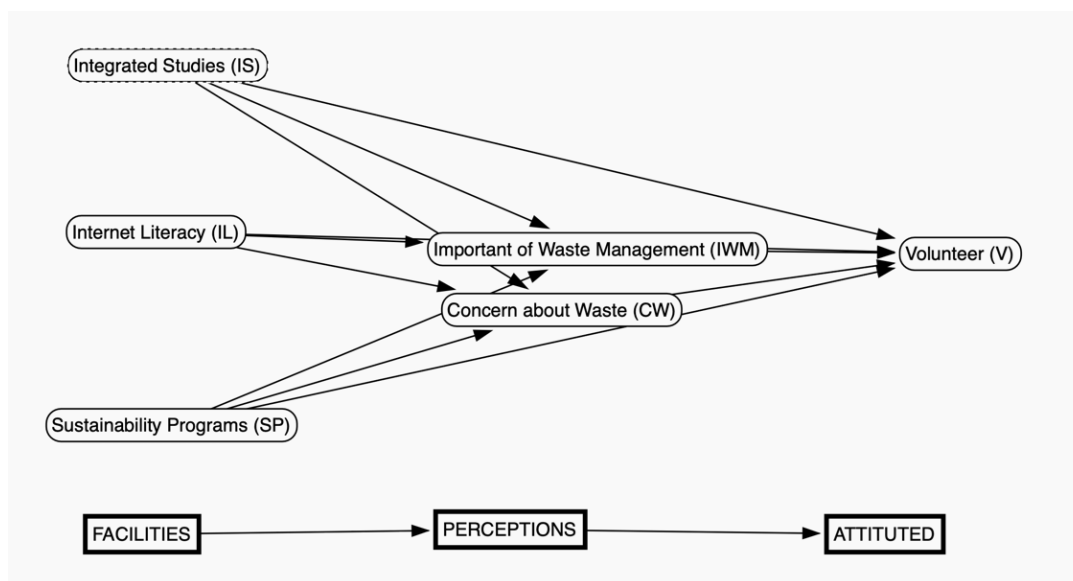 Integrated Studies (IS)
Internet Literacy (IL)
Important of Waste Management (IWM)
Volunteer (V)
Concern about Waste (CW)
Sustainability Programs (SP)
FACILITIES
PERCEPTIONS
ATTITUTED